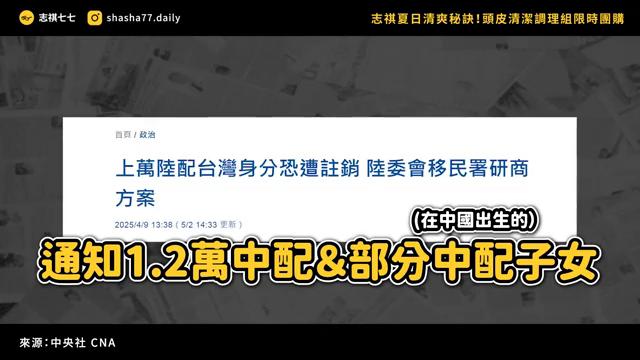 志祺七七 shasha77.daily 志祺夏日清爽秘訣!頭皮清潔調理組限時團購
首頁 / 政治
上萬陸配台灣身分恐遭註銷 陸委會移民署研商
方案
2025/4/9 13:38(5/2 14:33 更新)
(在中國出生的)
通知1.2萬中配&部分中配子女
來源:中央社 CNA